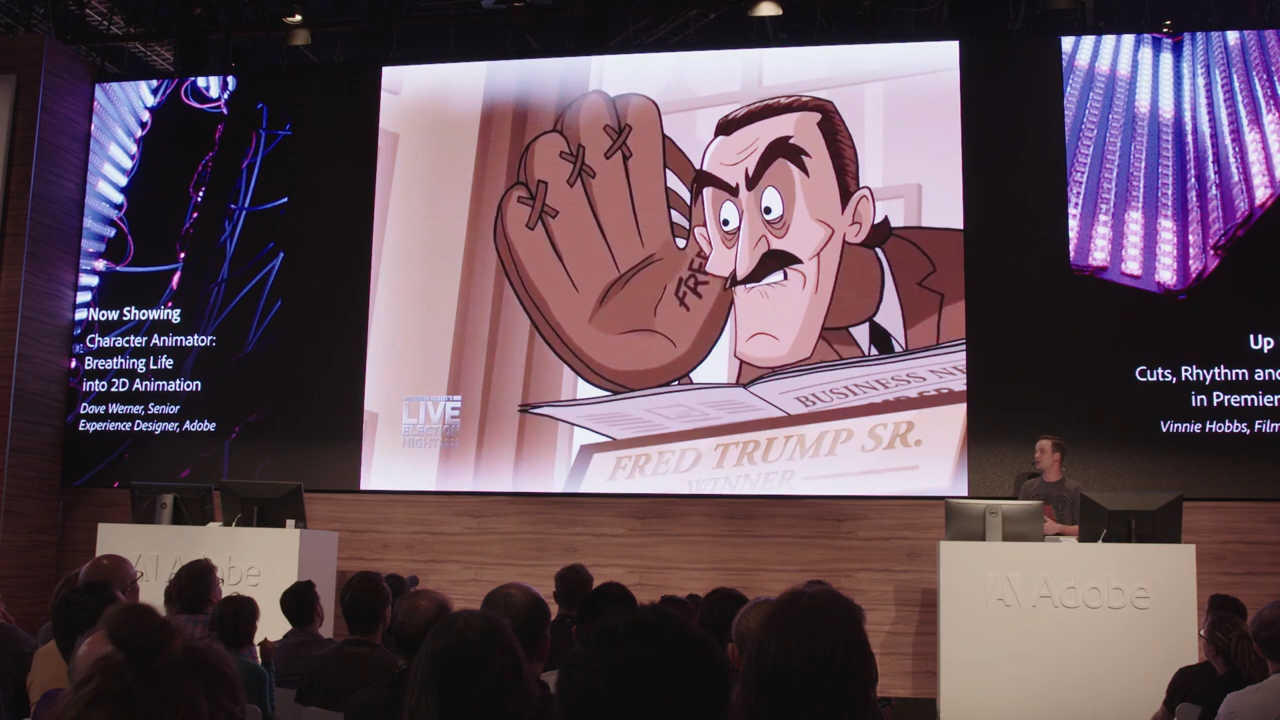 Now Showing
Character Animator:
Breathing Life
into 2D Animation
Dave Werner, Senior
Experience Designer, Adobe
FRED
LIVE
ELECTION
NIGHT
BUSINESS NE
FRED TRUMP SR.
WINNER
Up
Cuts, Rhythm and
in Premier
Vinnie Hobbs, Film
Adobe
Adobe